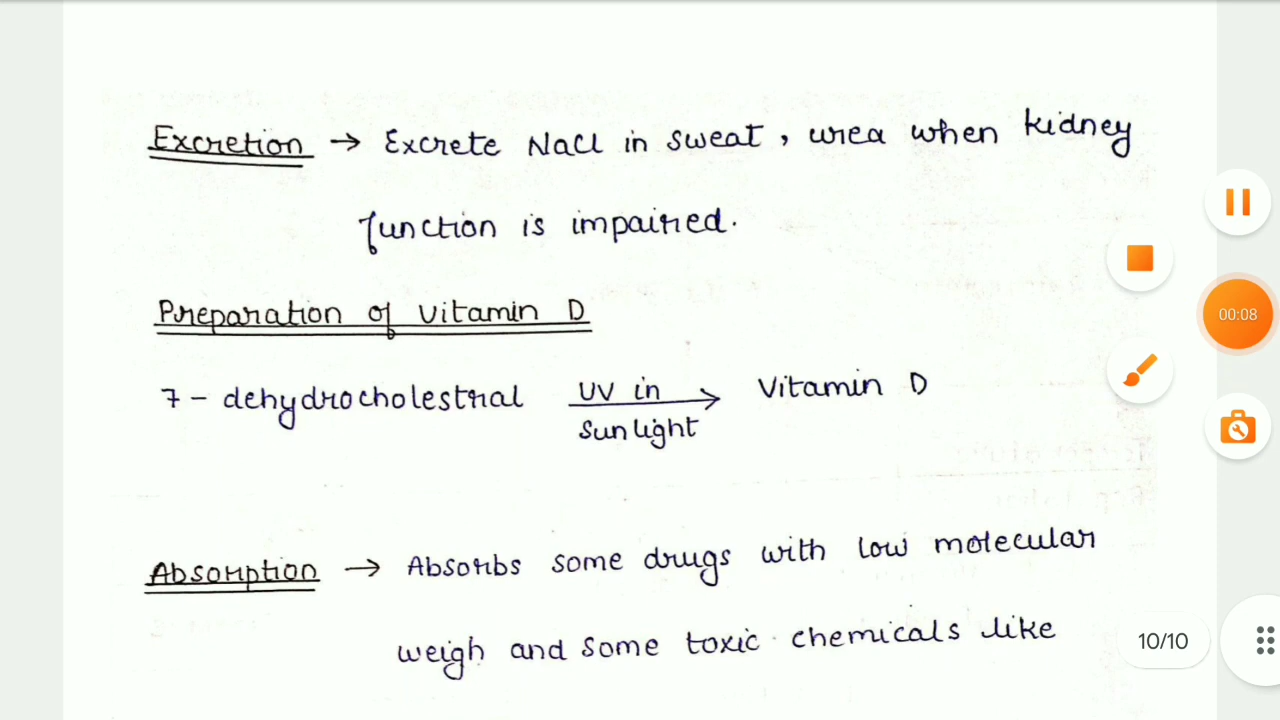 Excretion → Excrete NaCl in sweat, urea when kidney
function is impaired.
Preparation of vitamin D
7 - dehydrocholestral UV in → Vitamin D
Sunlight
Absorption → Absorbs some drugs with low molecular
weigh and some toxic chemicals like
00:08
10/10